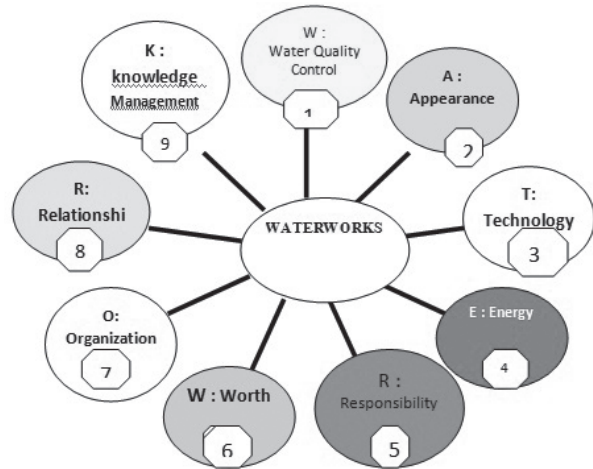 W :
Water Quality
Control
1
A :
Appearance
2
T:
Technology
3
E : Energy
4
R :
Responsibility
5
W : Worth
6
O:
Organization
7
R:
Relationshi
8
K :
knowledge
Management
9
WATERWORKS